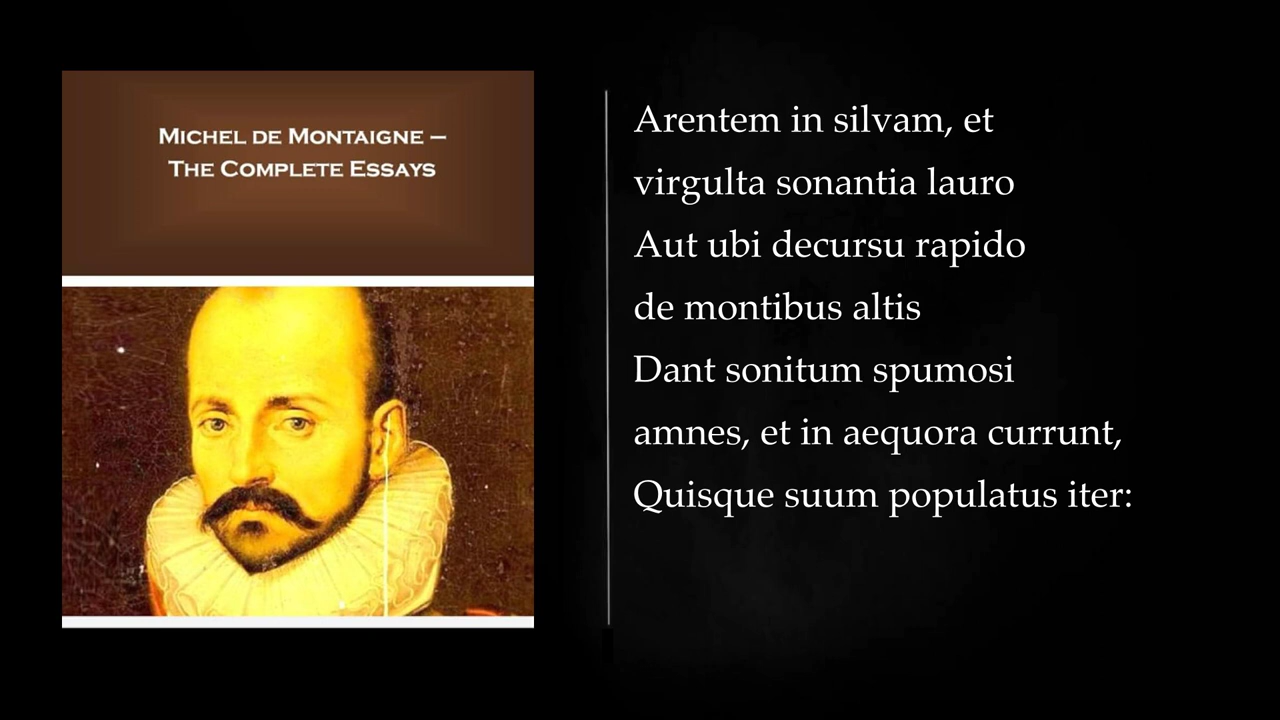 MICHEL DE MONTAIGNE –
THE COMPLETE ESSAYS
Arentem in silvam, et
virgulta sonantia lauro
Aut ubi decursu rapido
de montibus altis
Dant sonitum spumosi
amnes, et in aequora currunt,
Quisque suum populatus iter: